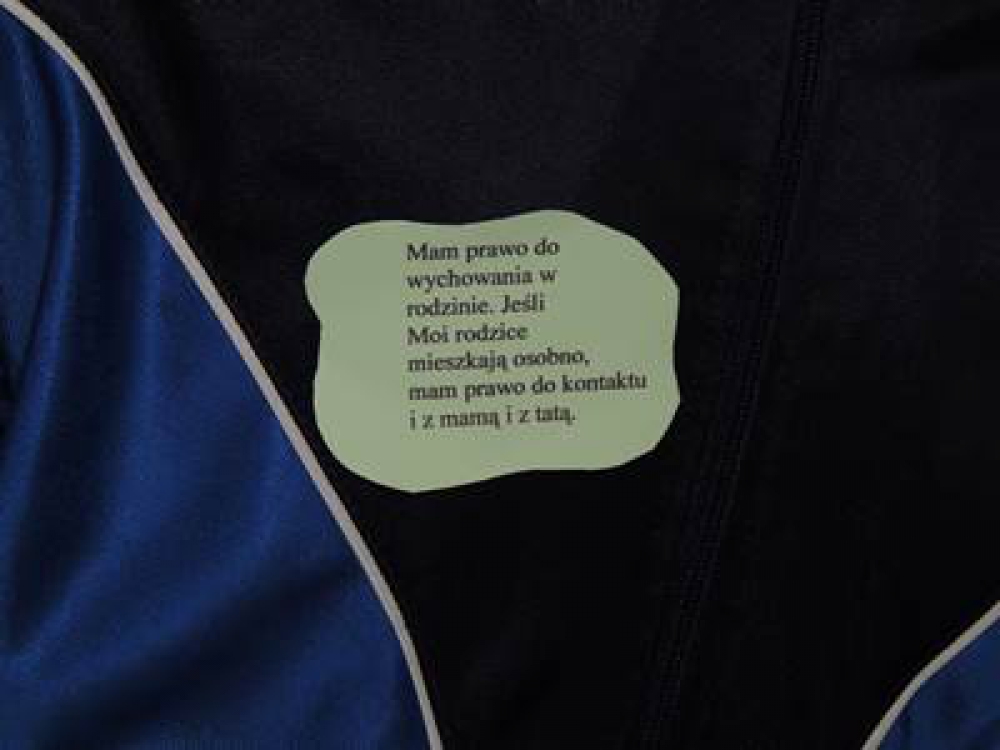 Mam prawo do
wychowania w
rodzinie. Jeśli
Moi rodzice
mieszkają osobno,
mam prawo do kontaktu
i z mamą i z tatą.